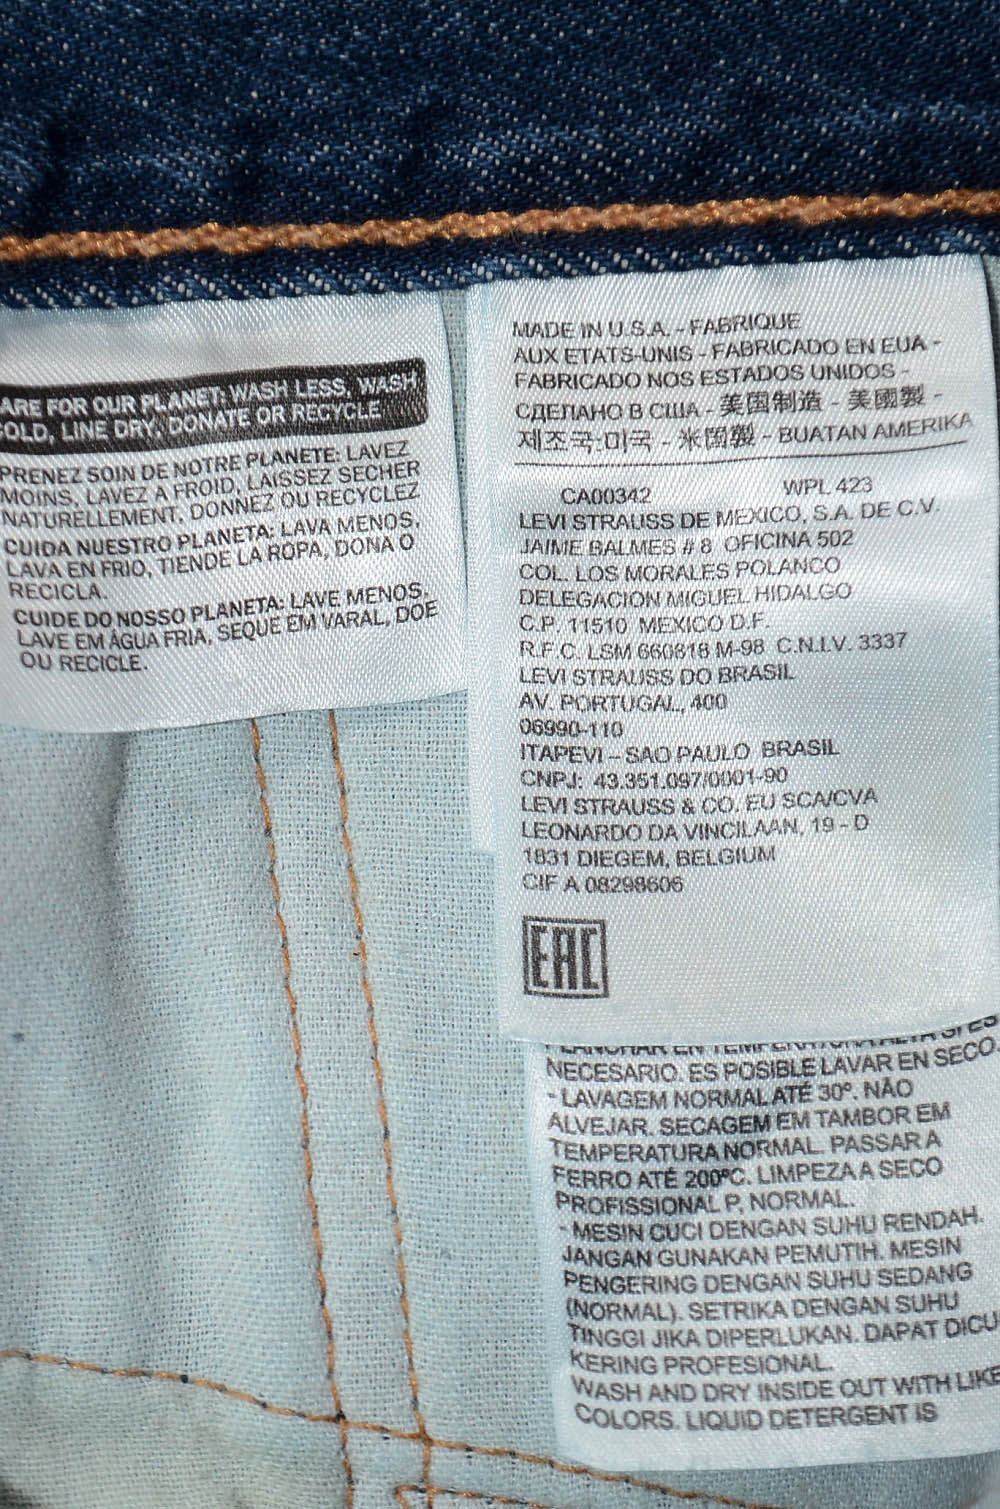 ARE FOR OUR PLANET: WASH LESS, WASH
OLD, LINE DRY, DONATE OR RECYCLE
PRENEZ SOIN DE NOTRE PLANETE: LAVEZ
MOINS, LAVEZ A FROID, LAISSEZ SECHER
NATURELLEMENT, DONNEZ OU RECYCLEZ
CUIDA NUESTRO PLANETA: LAVA MENOS,
LAVA EN FRIO, TIENDE LA ROPA, DONA O
RECICLA.
CUIDE DO NOSSO PLANETA: LAVE MENOS,
LAVE EM ÁGUA FRIA, SEQUE EM VARAL, DOE
OU RECICLE.
MADE IN U.S.A. - FABRIQUE
AUX ETATS-UNIS - FABRICADO EN EUA -
FABRICADO NOS ESTADOS UNIDOS -
СДЕЛАНО В США - 美国制造 - 美國製 -
제조국:미국 - 米国製 - BUATAN AMERIKA
CA00342 WPL 423
LEVI STRAUSS DE MEXICO, S.A. DE C.V.
JAIME BALMES # 8 OFICINA 502
COL. LOS MORALES POLANCO
DELEGACION MIGUEL HIDALGO
C.P. 11510 MEXICO D.F.
R.F.C. LSM 660818 M-98 C.N.I.V. 3337
LEVI STRAUSS DO BRASIL
AV. PORTUGAL, 400
06990-110
ITAPEVI – SAO PAULO BRASIL
CNPJ: 43.351.097/0001-90
LEVI STRAUSS & CO. EU SCA/CVA
LEONARDO DA VINCILAAN, 19 - D
1831 DIEGEM, BELGIUM
CIF A 08298606
EAC
PLANCHAR EN TEMPERATURA ALTA SI ES
NECESARIO. ES POSIBLE LAVAR EN SECO.
- LAVAGEM NORMAL ATÉ 30º. NÃO
ALVEJAR. SECAGEM EM TAMBOR EM
TEMPERATURA NORMAL. PASSAR A
FERRO ATÉ 200ºC. LIMPEZA A SECO
PROFISSIONAL P, NORMAL.
- MESIN CUCI DENGAN SUHU RENDAH.
JANGAN GUNAKAN PEMUTIH. MESIN
PENGERING DENGAN SUHU SEDANG
(NORMAL). SETRIKA DENGAN SUHU
TINGGI JIKA DIPERLUKAN. DAPAT DICU
KERING PROFESIONAL.
WASH AND DRY INSIDE OUT WITH LIKE
COLORS. LIQUID DETERGENT IS